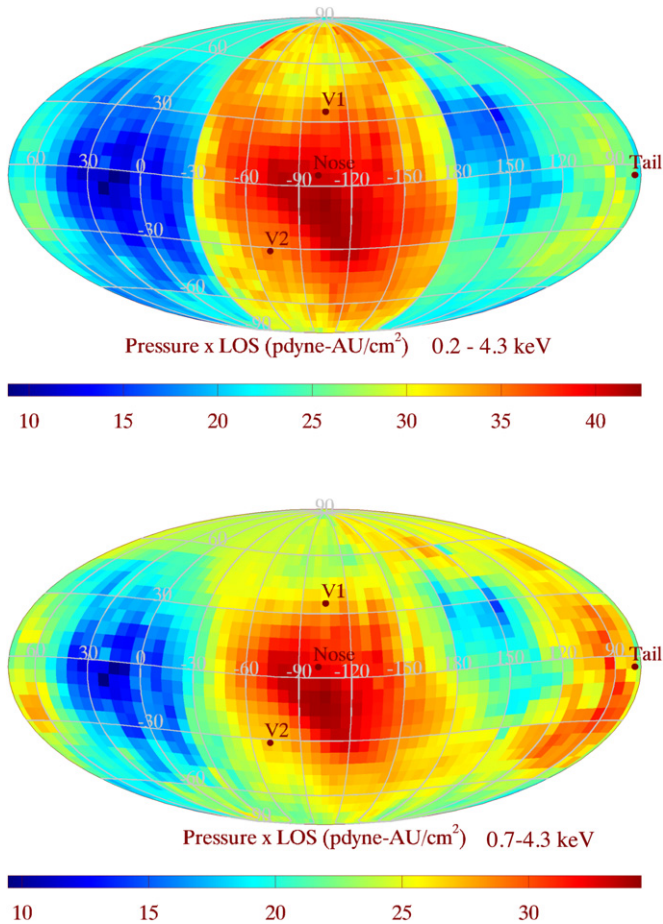 90
60
V1
30
60 30 0 -30 -60 Nose -90 -120 -150 180 150 120 90 Tail
-30
V2
-60
-90
Pressure x LOS (pdyne-AU/cm²) 0.2 - 4.3 keV
10 15 20 25 30 35 40
90
60
V1
30
60 30 0 -60 Nose -90 -120 -150 180 150 120 90 Tail
-30
V2
-60
Pressure x LOS (pdyne-AU/cm²) 0.7-4.3 keV
10 15 20 25 30